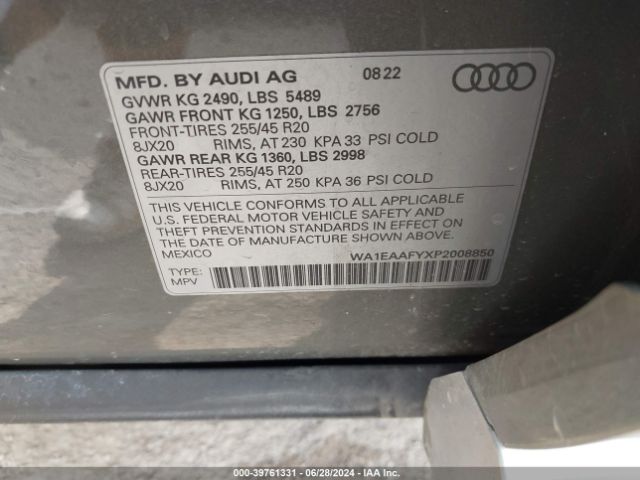 MFD. BY AUDI AG 08 22
GVWR KG 2490, LBS 5489
GAWR FRONT KG 1250, LBS 2756
FRONT-TIRES 255/45 R20
8JX20 RIMS, AT 230 KPA 33 PSI COLD
GAWR REAR KG 1360, LBS 2998
REAR-TIRES 255/45 R20
8JX20 RIMS, AT 250 KPA 36 PSI COLD
THIS VEHICLE CONFORMS TO ALL APPLICABLE
U.S. FEDERAL MOTOR VEHICLE SAFETY AND
THEFT PREVENTION STANDARDS IN EFFECT ON
THE DATE OF MANUFACTURE SHOWN ABOVE.
MEXICO
WA1EAAFYXP2008850
TYPE:
MPV
000-39761331 - 06/28/2024 - IAA Inc.